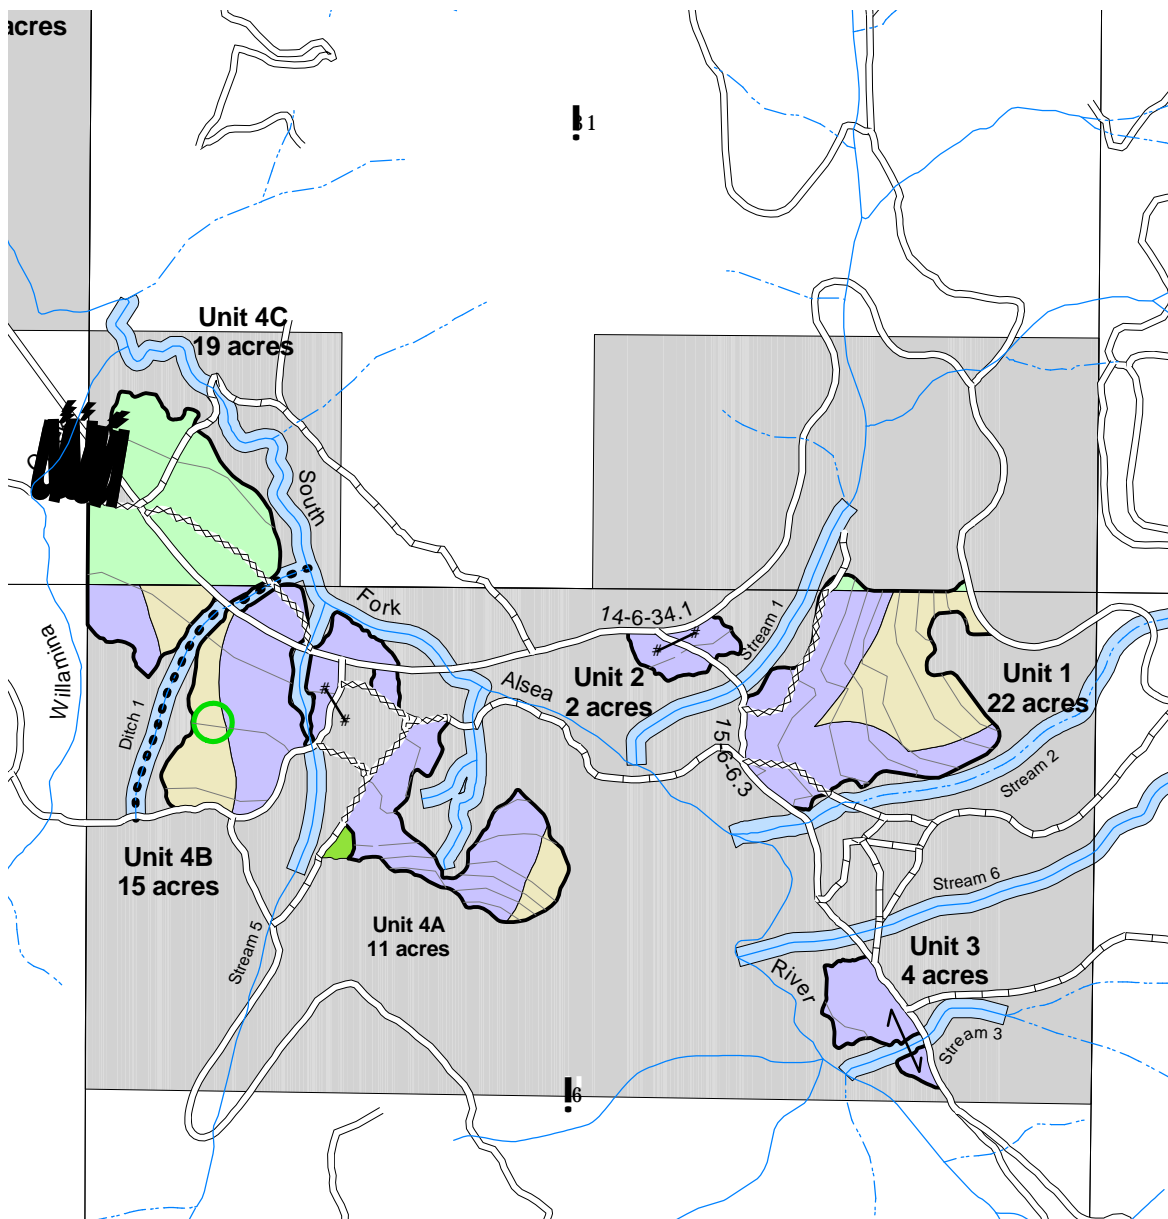 acres
1
Unit 4C
19 acres
South
Fork
14-6-34.1
Stream 1
Alsea
Unit 2
2 acres
Unit 1
22 acres
Willamina
Ditch 1
15-6-6.3
Stream 2
Unit 4B
15 acres
Stream 6
Unit 4A
11 acres
Stream 5
Unit 3
4 acres
River
Stream 3
6